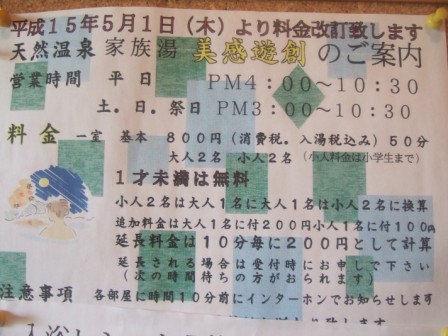 平成15年5月1日（木）より料金改訂致します
天然温泉 家族湯 美感遊創 のご案内
営業時間 平日 PM4：00～10：30
土．日．祭日 PM3：00～10：30
料金 一室 基本 800円（消費税．入湯税込み）50分
大人2名 小人2名（小人料金は小学生まで）
1才未満は無料
小人2名は大人1名に大人1名は小人2名に換算
追加料金は大人1名に付200円小人1名に付100円
延長料金は10分毎に200円として計算
延長される場合は受付時にお申し下さい
（次の時間待ちの方がおられます）
注意事項 各部屋に時間10分前にインターホンでお知らせします